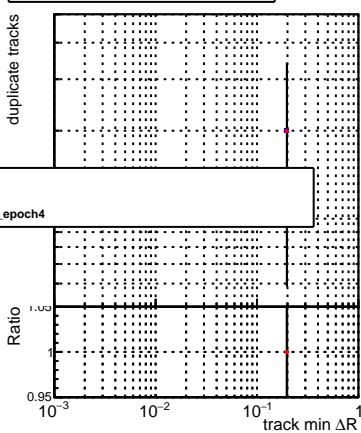 duplicate tracks
_epoch4
1.05
Ratio
1
0.95
10⁻³
10⁻²
10⁻¹
1
track min ΔR